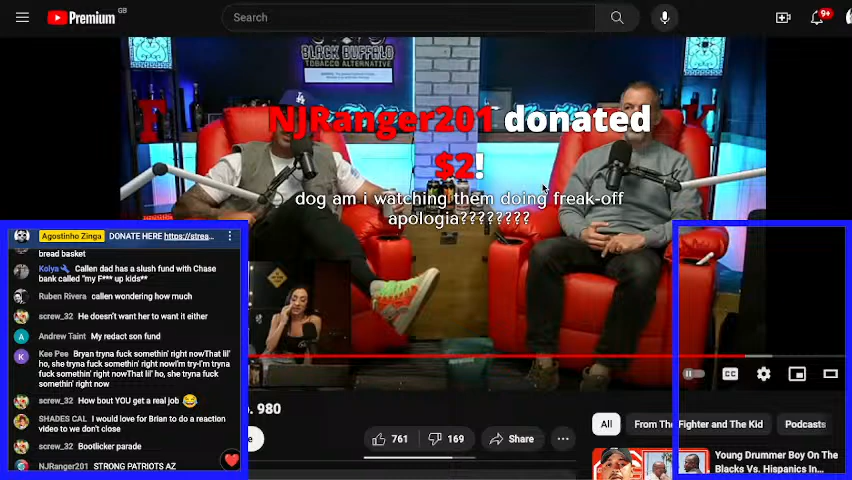 Premium GB
Search
9+
BLACK BUFFALO
TOBACCO ALTERNATIVE
NJRanger201 donated
$2!
dog am i watching them doing freak-off
apologia????????
Agostinho Zinga DONATE HERE https://strea...
bread basket
Koiya Callen dad has a slush fund with Chase
bank called "my F*** up kids**
Ruben Rivera callen wondering how much
screw_32 He doesn't want her to want it either
Andrew Taint My redact son fund
Kee Pee Bryan tryna fuck somethin' right nowThat lil'
ho, she tryna fuck somethin' right nowI'm try-I'm tryna
fuck somethin' right nowThat lil' ho, she tryna fuck
somethin' right now
screw_32 How bout YOU get a real job 😂
SHADES CAL I would love for Brian to do a reaction
video to we don't close
screw_32 Bootlicker parade
NJRanger201 STRONG PATRIOTS AZ
CC
. 980
e
761
169
Share
All
From The Fighter and The Kid
Podcasts
Young Drummer Boy On The
Blacks Vs. Hispanics In...